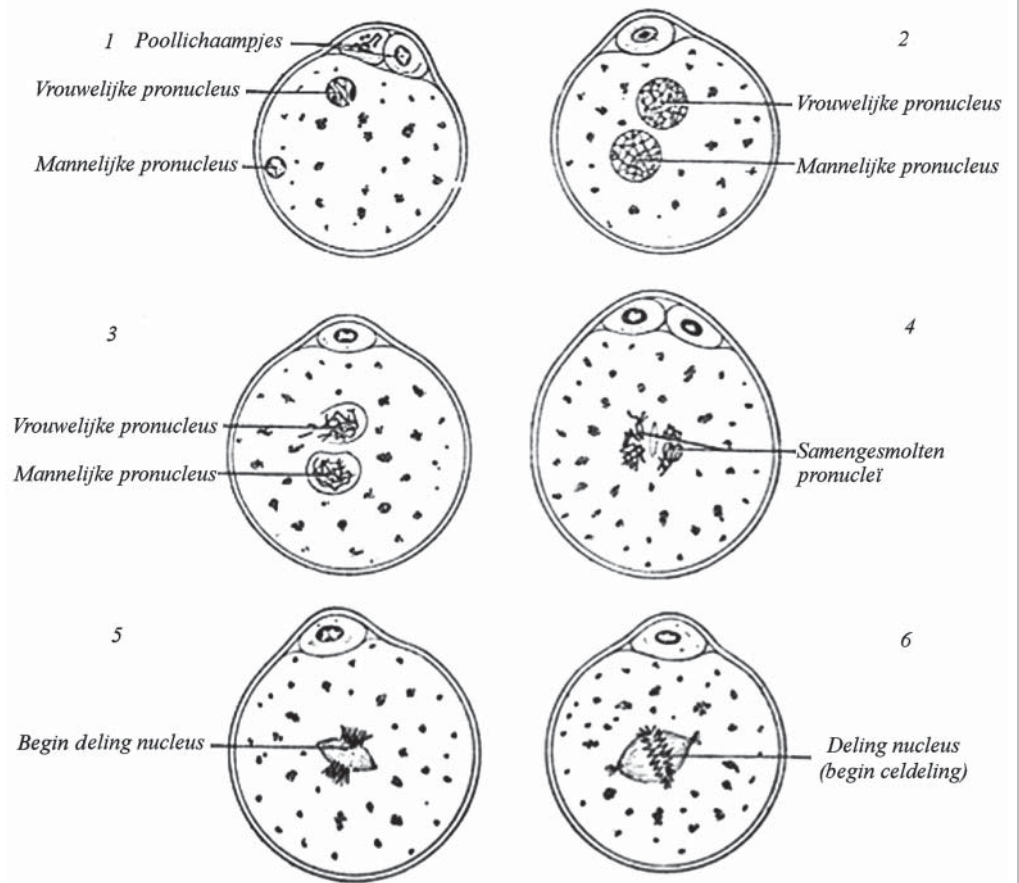 1 Poollichaampjes
Vrouwelijke pronucleus
Mannelijke pronucleus
2
Vrouwelijke pronucleus
Mannelijke pronucleus
3
Vrouwelijke pronucleus
Mannelijke pronucleus
4
Samengesmolten
pronucleï
5
Begin deling nucleus
6
Deling nucleus
(begin celdeling)